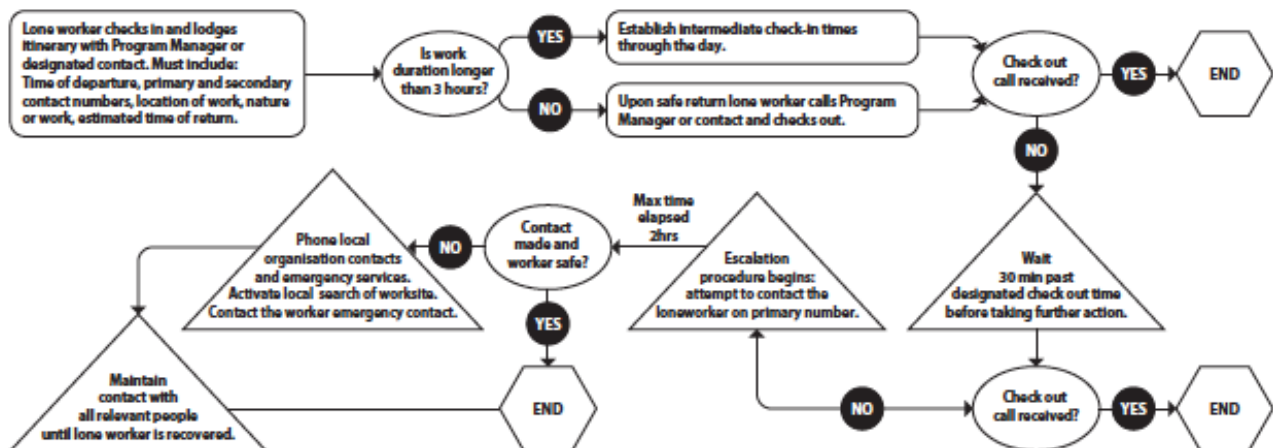 Lone worker checks in and lodges
itinerary with Program Manager or
designated contact. Must include:
Time of departure, primary and secondary
contact numbers, location of work, nature
or work, estimated time of return.
Is work
duration longer
than 3 hours?
YES
Establish intermediate check-in times
through the day.
NO
Upon safe return lone worker calls Program
Manager or contact and checks out.
Check out
call received?
YES
END
NO
Wait
30 min past
designated check out time
before taking further action.
Check out
call received?
YES
END
NO
Escalation
procedure begins:
attempt to contact the
loneworker on primary number.
Max time
elapsed
2hrs
Contact
made and
worker safe?
YES
END
NO
Phone local
organisation contacts
and emergency services.
Activate local search of worksite.
Contact the worker emergency contact.
Maintain
contact with
all relevant people
until lone worker is recovered.